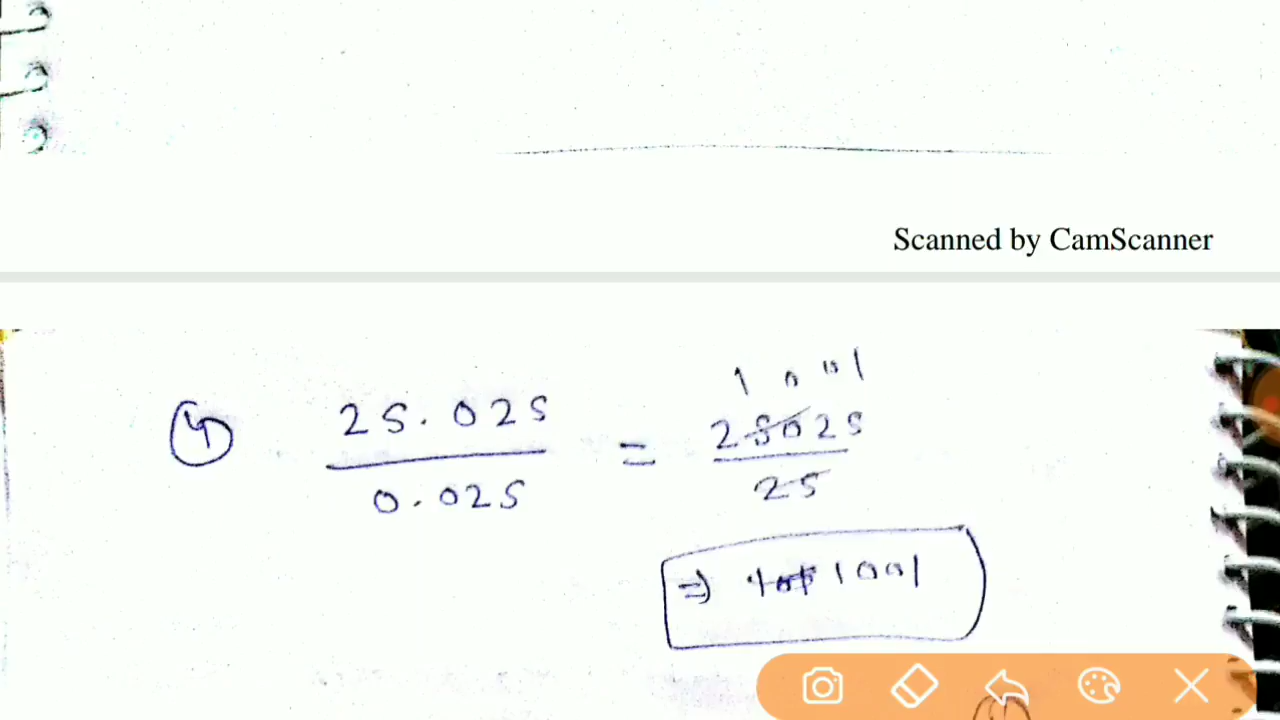 Scanned by CamScanner
④ 25.025 / 0.025 = 25025 / 25
1001
⇒ 1001